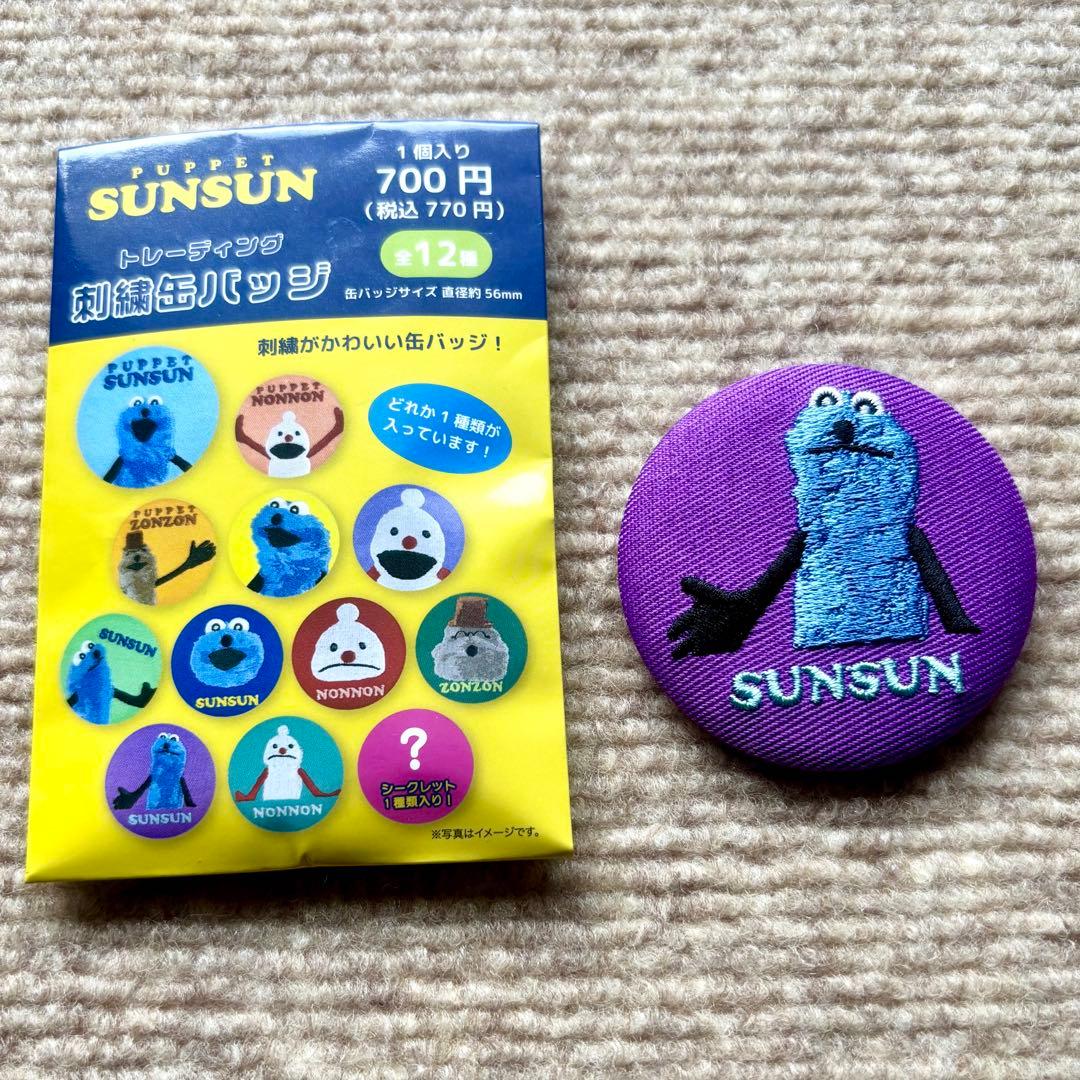 PUPPET
SUNSUN
トレーディング
刺繍缶バッジ
1個入り
700円
(税込770円)
全12種
缶バッジサイズ 直径約56mm
刺繍がかわいい缶バッジ！
PUPPET
SUNSUN
PUPPET
NONNON
どれか1種類が
入っています！
PUPPET
ZONZON
SUNSUN
SUNSUN
NONNON
ZONZON
SUNSUN
NONNON
?
シークレット
1種類入り！
※写真はイメージです。
SUNSUN